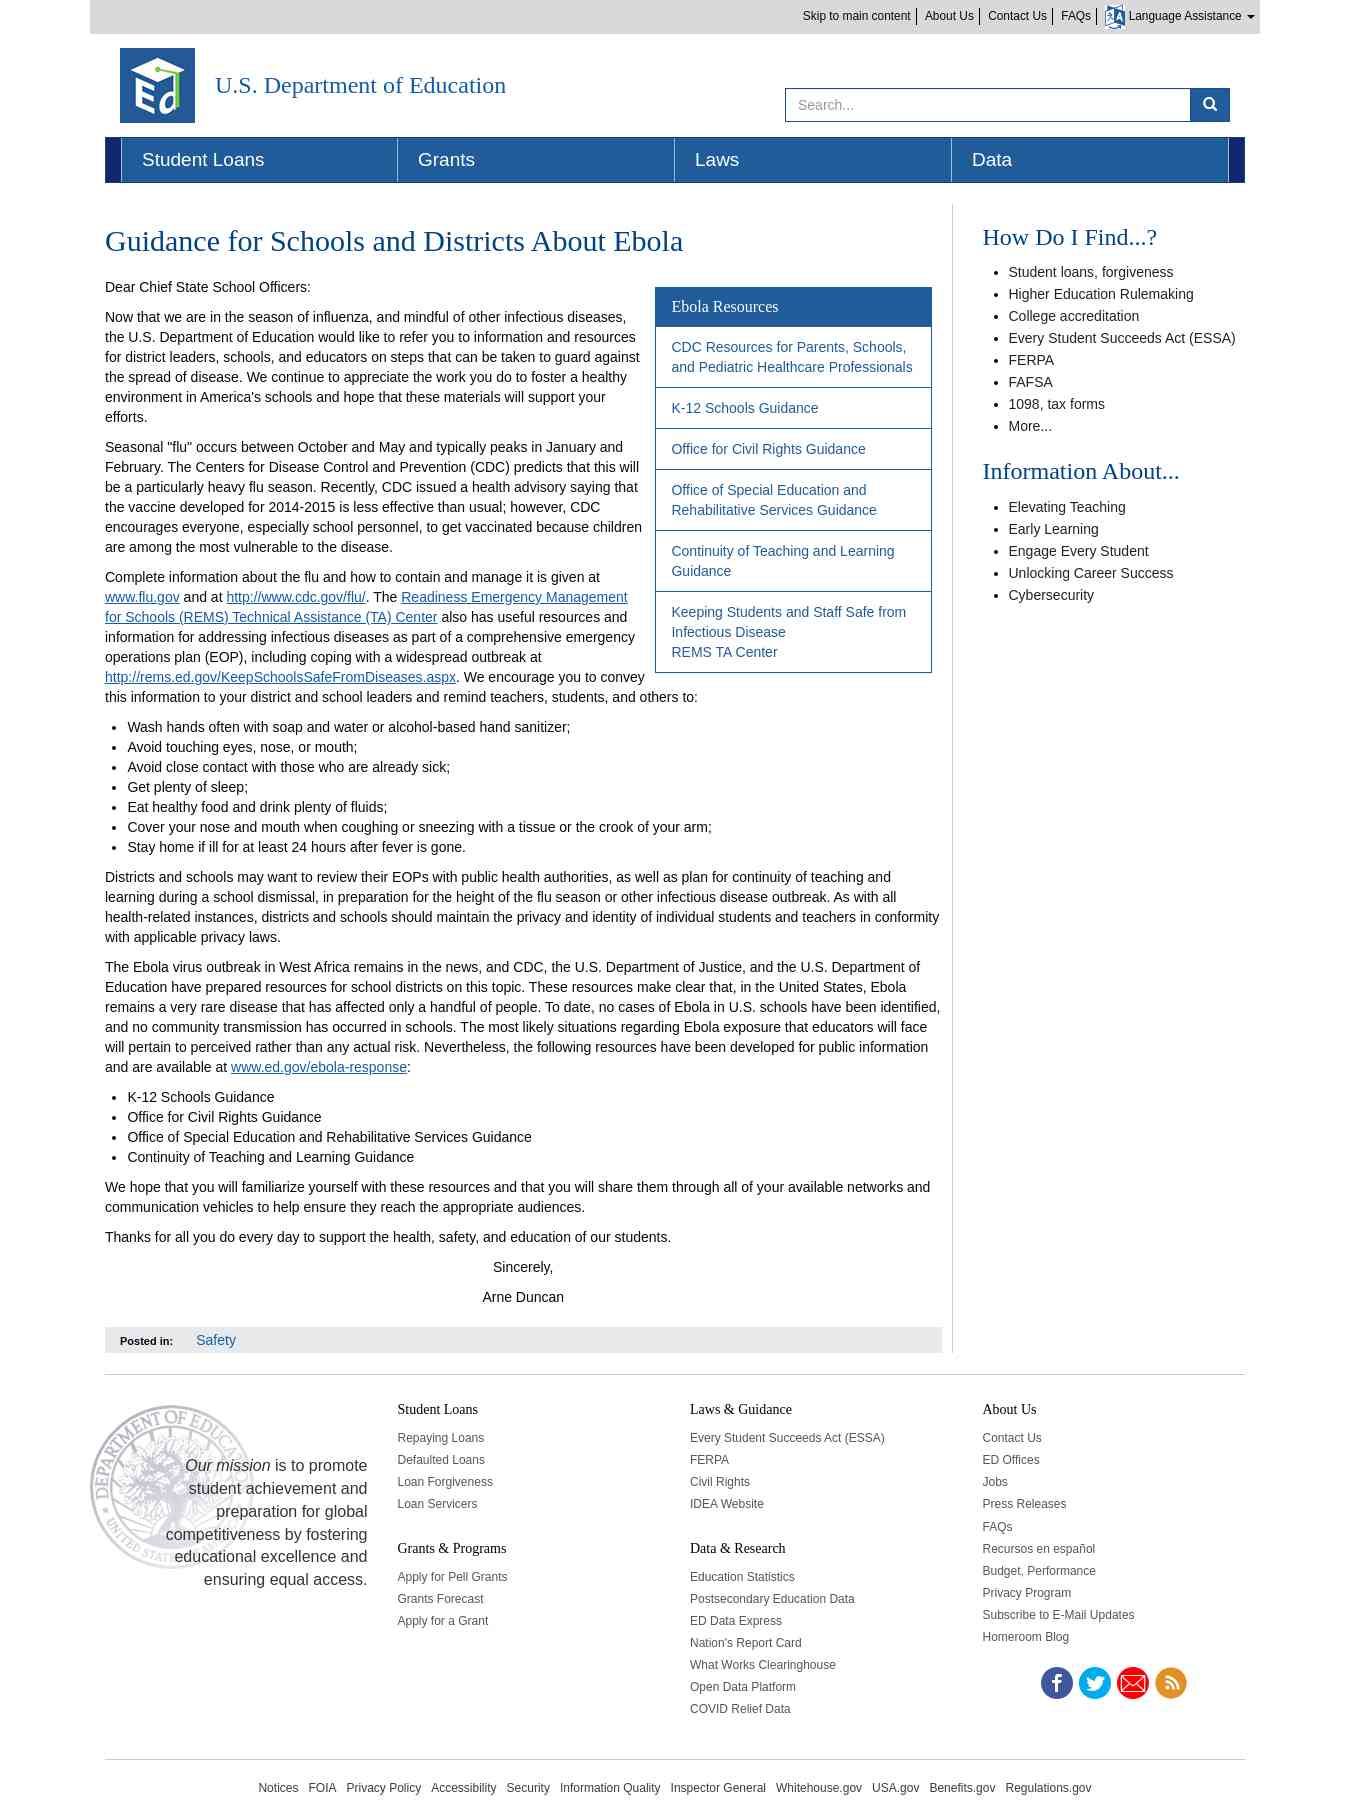 Skip to main content
About Us
Contact Us
FAQs
Language Assistance
Ed
U.S. Department of Education
Search...
Student Loans
Grants
Laws
Data
Guidance for Schools and Districts About Ebola
Dear Chief State School Officers:
Now that we are in the season of influenza, and mindful of other infectious diseases,
the U.S. Department of Education would like to refer you to information and resources
for district leaders, schools, and educators on steps that can be taken to guard against
the spread of disease. We continue to appreciate the work you do to foster a healthy
environment in America's schools and hope that these materials will support your
efforts.
Seasonal "flu" occurs between October and May and typically peaks in January and
February. The Centers for Disease Control and Prevention (CDC) predicts that this will
be a particularly heavy flu season. Recently, CDC issued a health advisory saying that
the vaccine developed for 2014-2015 is less effective than usual; however, CDC
encourages everyone, especially school personnel, to get vaccinated because children
are among the most vulnerable to the disease.
Complete information about the flu and how to contain and manage it is given at
www.flu.gov and at http://www.cdc.gov/flu/. The Readiness Emergency Management
for Schools (REMS) Technical Assistance (TA) Center also has useful resources and
information for addressing infectious diseases as part of a comprehensive emergency
operations plan (EOP), including coping with a widespread outbreak at
http://rems.ed.gov/KeepSchoolsSafeFromDiseases.aspx. We encourage you to convey
this information to your district and school leaders and remind teachers, students, and others to:
Wash hands often with soap and water or alcohol-based hand sanitizer;
Avoid touching eyes, nose, or mouth;
Avoid close contact with those who are already sick;
Get plenty of sleep;
Eat healthy food and drink plenty of fluids;
Cover your nose and mouth when coughing or sneezing with a tissue or the crook of your arm;
Stay home if ill for at least 24 hours after fever is gone.
Districts and schools may want to review their EOPs with public health authorities, as well as plan for continuity of teaching and
learning during a school dismissal, in preparation for the height of the flu season or other infectious disease outbreak. As with all
health-related instances, districts and schools should maintain the privacy and identity of individual students and teachers in conformity
with applicable privacy laws.
The Ebola virus outbreak in West Africa remains in the news, and CDC, the U.S. Department of Justice, and the U.S. Department of
Education have prepared resources for school districts on this topic. These resources make clear that, in the United States, Ebola
remains a very rare disease that has affected only a handful of people. To date, no cases of Ebola in U.S. schools have been identified,
and no community transmission has occurred in schools. The most likely situations regarding Ebola exposure that educators will face
will pertain to perceived rather than any actual risk. Nevertheless, the following resources have been developed for public information
and are available at www.ed.gov/ebola-response:
K-12 Schools Guidance
Office for Civil Rights Guidance
Office of Special Education and Rehabilitative Services Guidance
Continuity of Teaching and Learning Guidance
We hope that you will familiarize yourself with these resources and that you will share them through all of your available networks and
communication vehicles to help ensure they reach the appropriate audiences.
Thanks for all you do every day to support the health, safety, and education of our students.
Sincerely,
Arne Duncan
Posted in: Safety
Ebola Resources
CDC Resources for Parents, Schools,
and Pediatric Healthcare Professionals
K-12 Schools Guidance
Office for Civil Rights Guidance
Office of Special Education and
Rehabilitative Services Guidance
Continuity of Teaching and Learning
Guidance
Keeping Students and Staff Safe from
Infectious Disease
REMS TA Center
How Do I Find...?
Student loans, forgiveness
Higher Education Rulemaking
College accreditation
Every Student Succeeds Act (ESSA)
FERPA
FAFSA
1098, tax forms
More...
Information About...
Elevating Teaching
Early Learning
Engage Every Student
Unlocking Career Success
Cybersecurity
DEPARTMENT OF EDUCATION
UNITED STATES
Our mission is to promote
student achievement and
preparation for global
competitiveness by fostering
educational excellence and
ensuring equal access.
Student Loans
Repaying Loans
Defaulted Loans
Loan Forgiveness
Loan Servicers
Grants & Programs
Apply for Pell Grants
Grants Forecast
Apply for a Grant
Laws & Guidance
Every Student Succeeds Act (ESSA)
FERPA
Civil Rights
IDEA Website
Data & Research
Education Statistics
Postsecondary Education Data
ED Data Express
Nation's Report Card
What Works Clearinghouse
Open Data Platform
COVID Relief Data
About Us
Contact Us
ED Offices
Jobs
Press Releases
FAQs
Recursos en español
Budget, Performance
Privacy Program
Subscribe to E-Mail Updates
Homeroom Blog
Notices FOIA Privacy Policy Accessibility Security Information Quality Inspector General Whitehouse.gov USA.gov Benefits.gov Regulations.gov